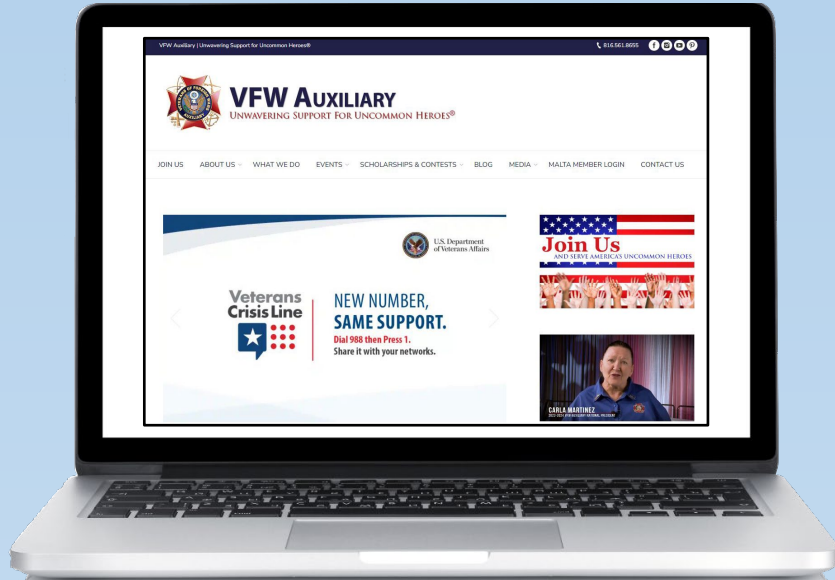 VFW Auxiliary | Unwavering Support for Uncommon Heroes®
816.561.8655
VFW AUXILIARY
UNWAVERING SUPPORT FOR UNCOMMON HEROES®
JOIN US ABOUT US WHAT WE DO EVENTS SCHOLARSHIPS & CONTESTS BLOG MEDIA MALTA MEMBER LOGIN CONTACT US
U.S. Department
of Veterans Affairs
Veterans
Crisis Line
NEW NUMBER,
SAME SUPPORT.
Dial 988 then Press 1.
Share it with your networks.
Join Us
AND SERVE AMERICA'S UNCOMMON HEROES
CARLA MARTINEZ